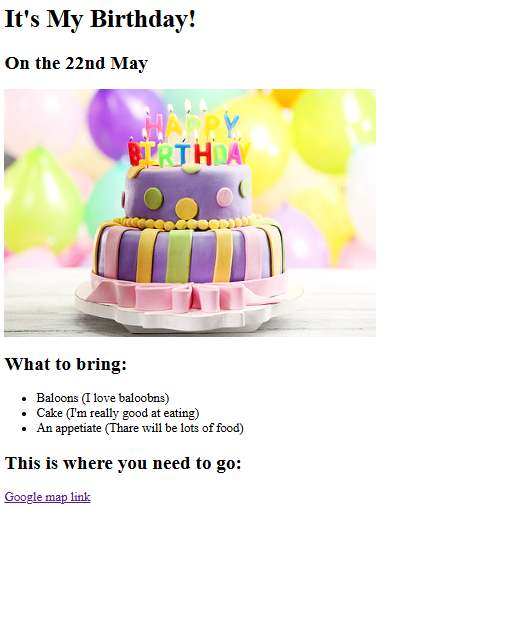 It's My Birthday!
On the 22nd May
HAPPY
BIRTHDAY
What to bring:
Baloons (I love baloobns)
Cake (I'm really good at eating)
An appetiate (Thare will be lots of food)
This is where you need to go:
Google map link